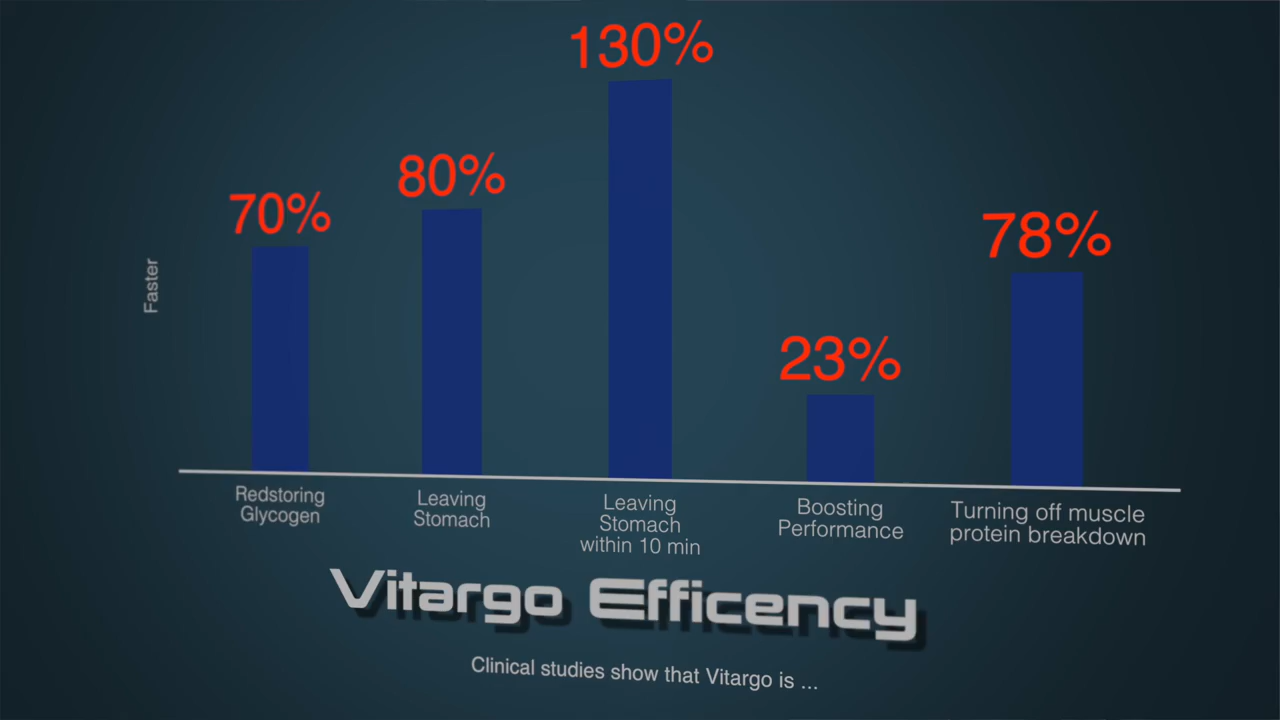 130%
80%
70%
78%
23%
Faster
Redstoring
Glycogen
Leaving
Stomach
Leaving
Stomach
within 10 min
Boosting
Performance
Turning off muscle
protein breakdown
Vitargo Efficency
Clinical studies show that Vitargo is ...